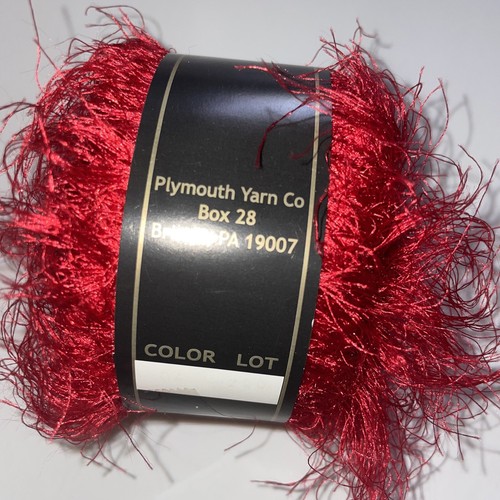 Plymouth Yarn Co
Box 28
PA 19007
COLOR LOT